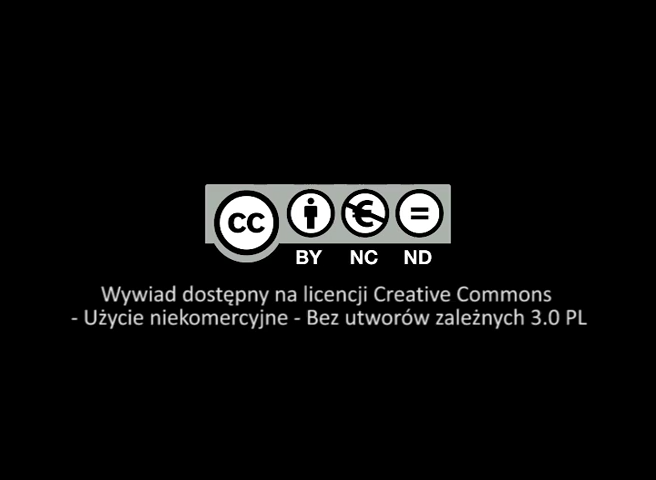 CC
BY NC ND
Wywiad dostępny na licencji Creative Commons
- Użycie niekomercyjne - Bez utworów zależnych 3.0 PL